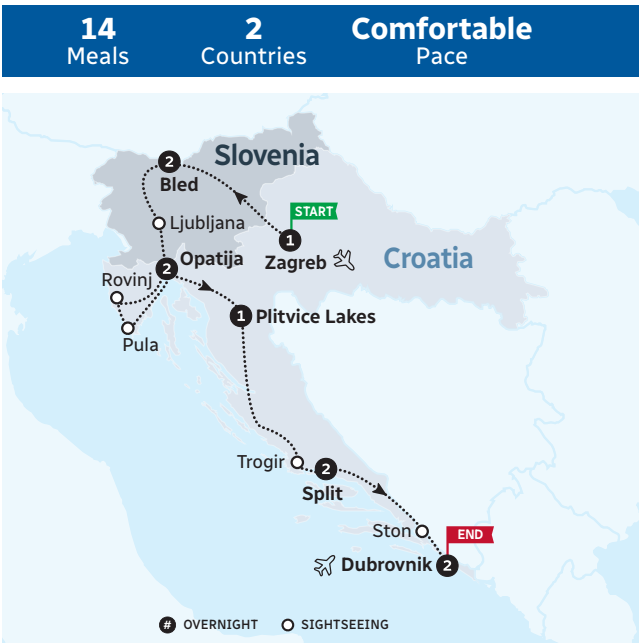 14
Meals
2
Countries
Comfortable
Pace
Slovenia
2
Bled
START
Ljubljana
1
Zagreb
Croatia
2
Opatija
Rovinj
1
Plitvice Lakes
Pula
Trogir
2
Split
Ston
END
Dubrovnik
2
# OVERNIGHT
SIGHTSEEING